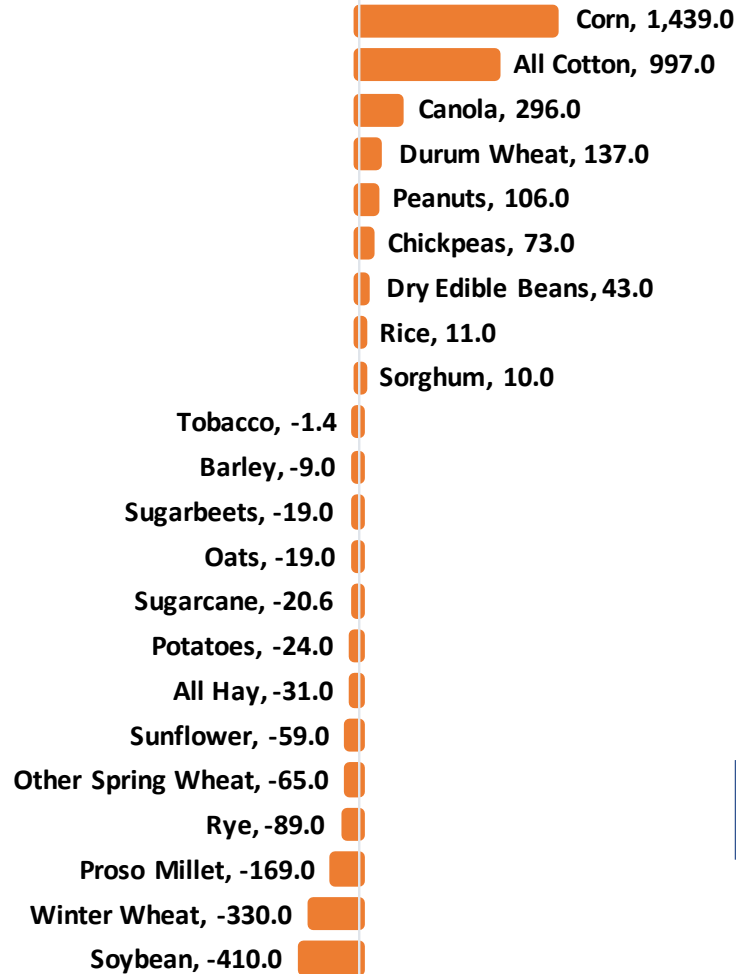 Corn, 1,439.0
All Cotton, 997.0
Canola, 296.0
Durum Wheat, 137.0
Peanuts, 106.0
Chickpeas, 73.0
Dry Edible Beans, 43.0
Rice, 11.0
Sorghum, 10.0
Tobacco, -1.4
Barley, -9.0
Sugarbeets, -19.0
Oats, -19.0
Sugarcane, -20.6
Potatoes, -24.0
All Hay, -31.0
Sunflower, -59.0
Other Spring Wheat, -65.0
Rye, -89.0
Proso Millet, -169.0
Winter Wheat, -330.0
Soybean, -410.0